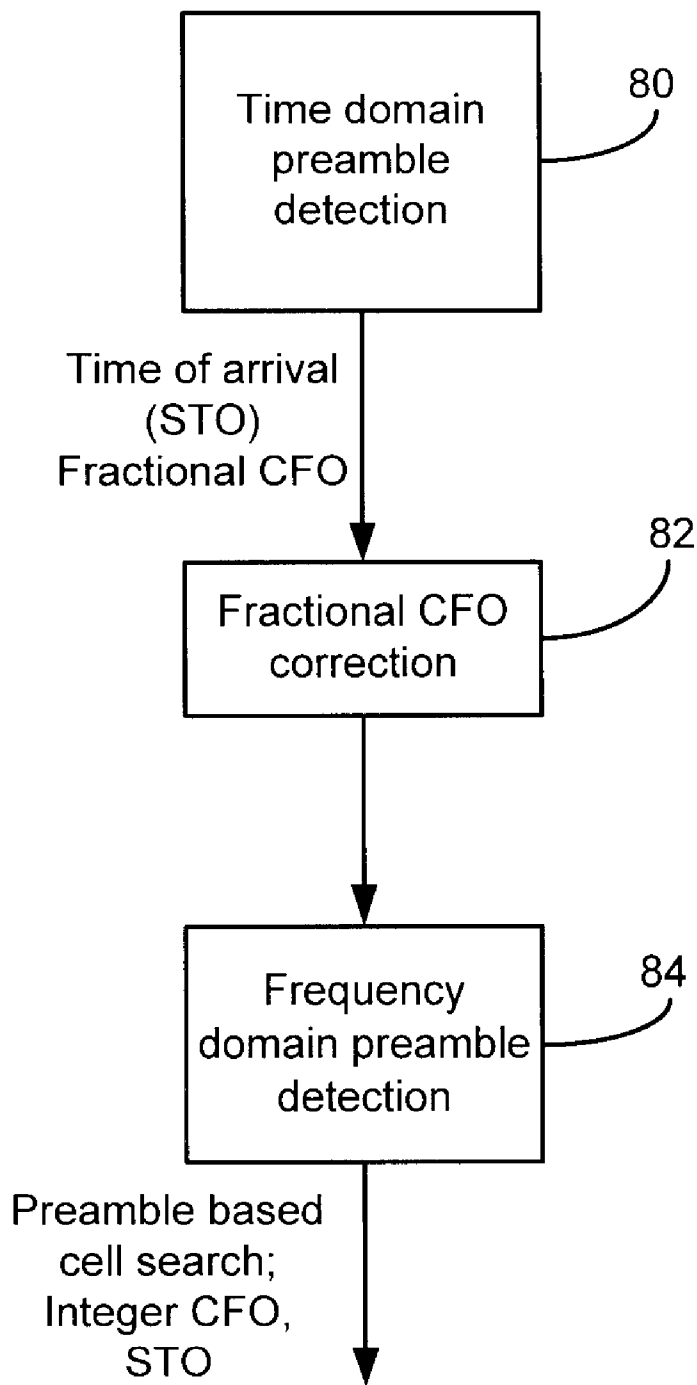 80
Time domain
preamble
detection
Time of arrival
(STO)
Fractional CFO
82
Fractional CFO
correction
84
Frequency
domain preamble
detection
Preamble based
cell search;
Integer CFO,
STO